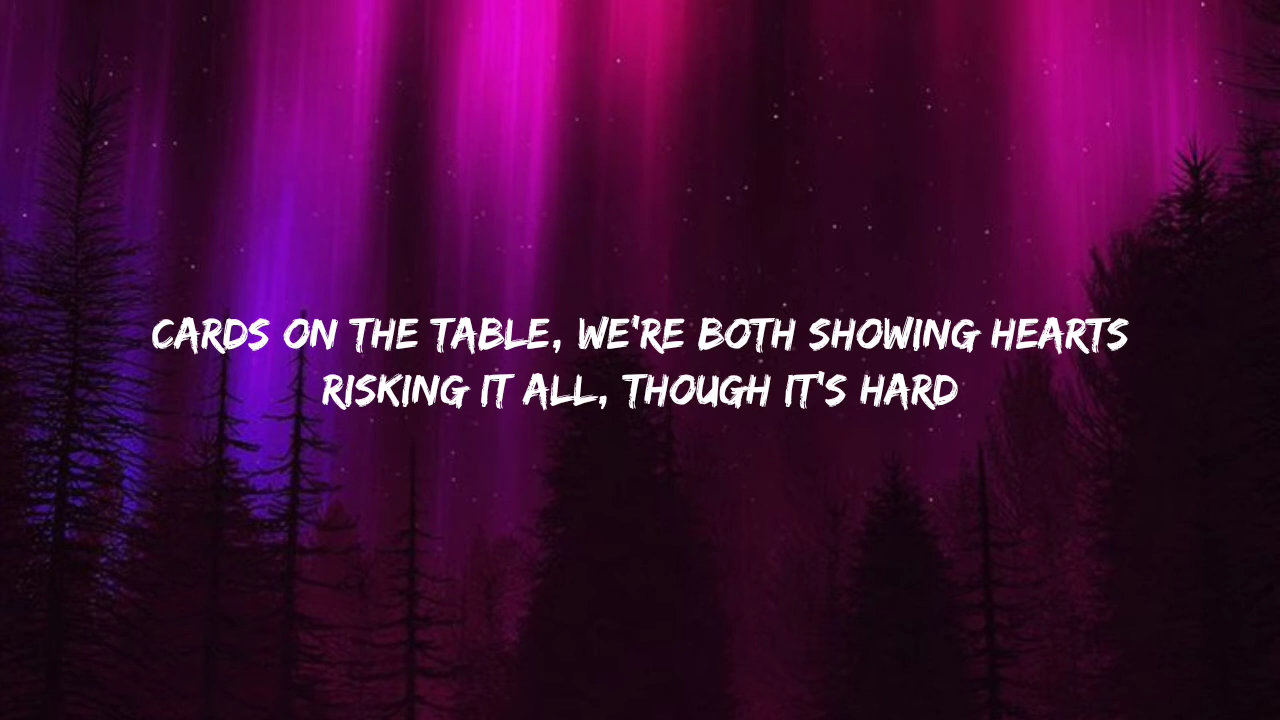 CARDS ON THE TABLE, WE'RE BOTH SHOWING HEARTS
RISKING IT ALL, THOUGH IT'S HARD